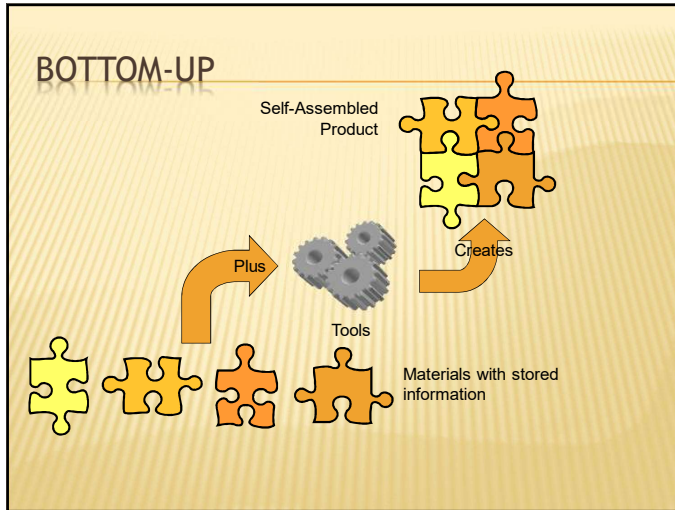 BOTTOM-UP
Self-Assembled
Product
Plus
Creates
Tools
Materials with stored
information